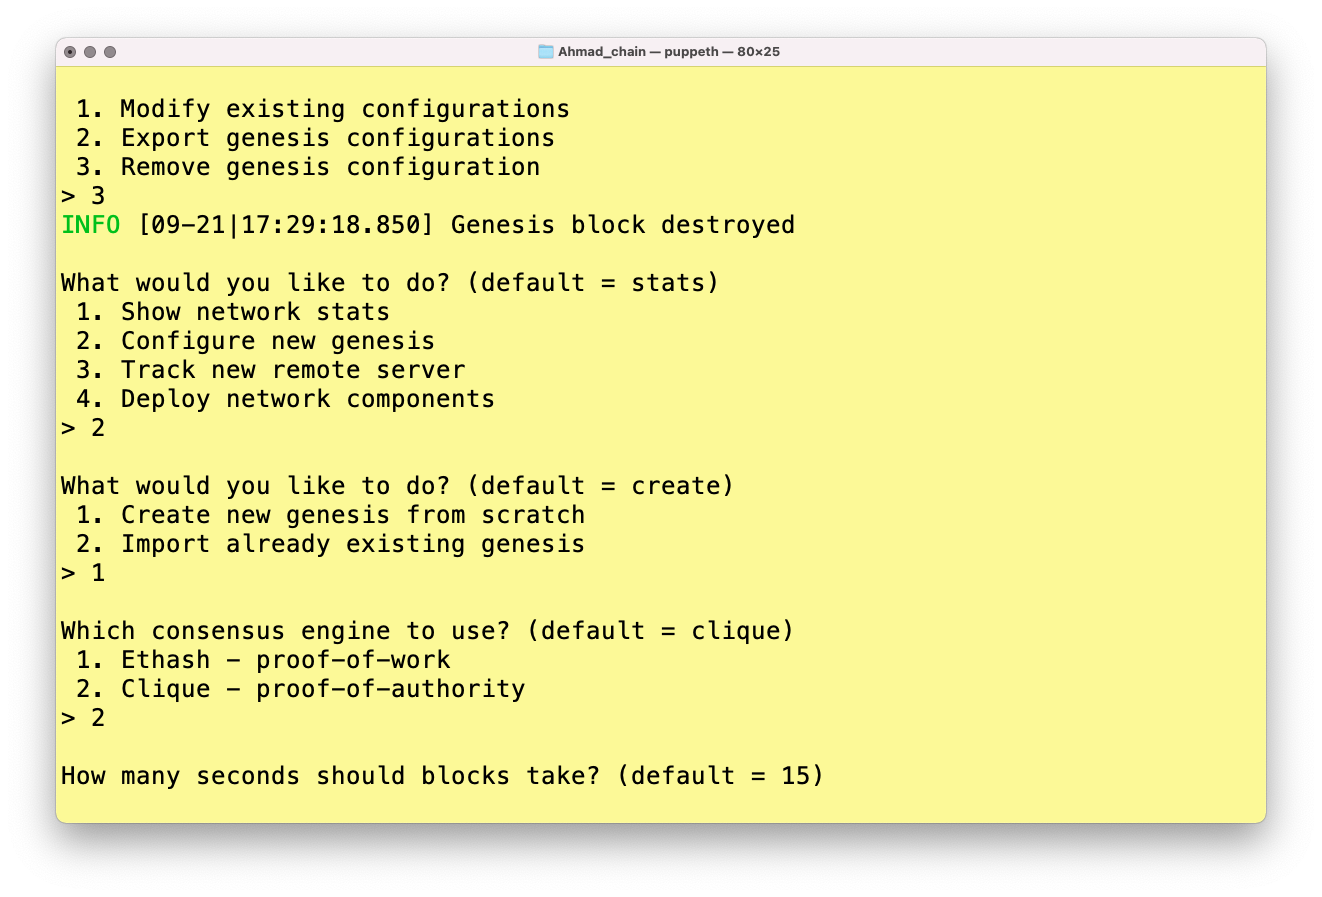 Ahmad_chain — puppeth — 80×25
1. Modify existing configurations
2. Export genesis configurations
3. Remove genesis configuration
> 3
INFO [09-21|17:29:18.850] Genesis block destroyed
What would you like to do? (default = stats)
1. Show network stats
2. Configure new genesis
3. Track new remote server
4. Deploy network components
> 2
What would you like to do? (default = create)
1. Create new genesis from scratch
2. Import already existing genesis
> 1
Which consensus engine to use? (default = clique)
1. Ethash - proof-of-work
2. Clique - proof-of-authority
> 2
How many seconds should blocks take? (default = 15)